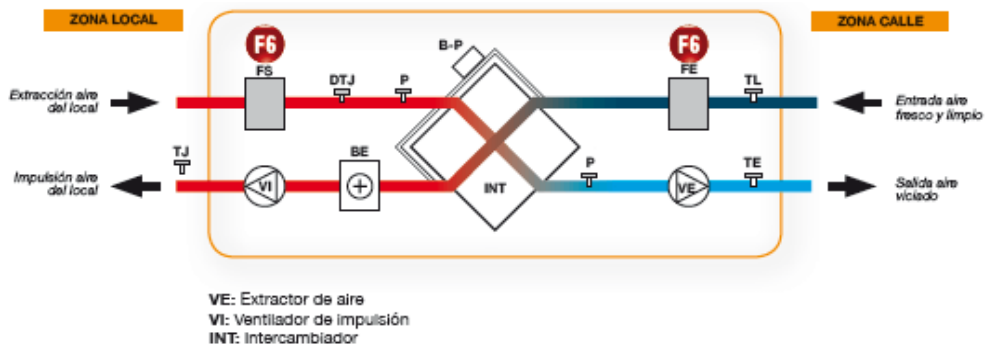 ZONA LOCAL
ZONA CALLE
F6
F6
B-P
FS
DTJ
P
FE
TL
Extracción aire
del local
Entrada aire
fresco y limpio
TJ
BE
P
TE
Impulsión aire
del local
VI
INT
VE
Salida aire
viciado
VE: Extractor de aire
VI: Ventilador de impulsión
INT: Intercambiador